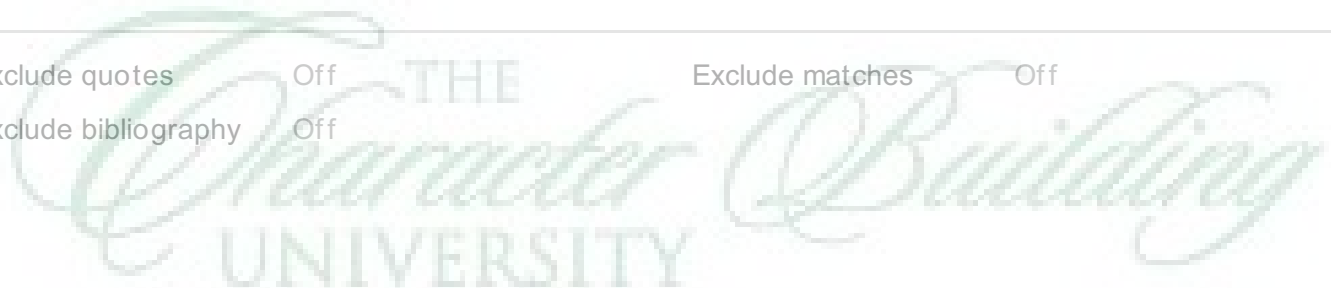 xclude quotes Off Exclude matches Off
xclude bibliography Off
THE
Character Building
UNIVERSITY